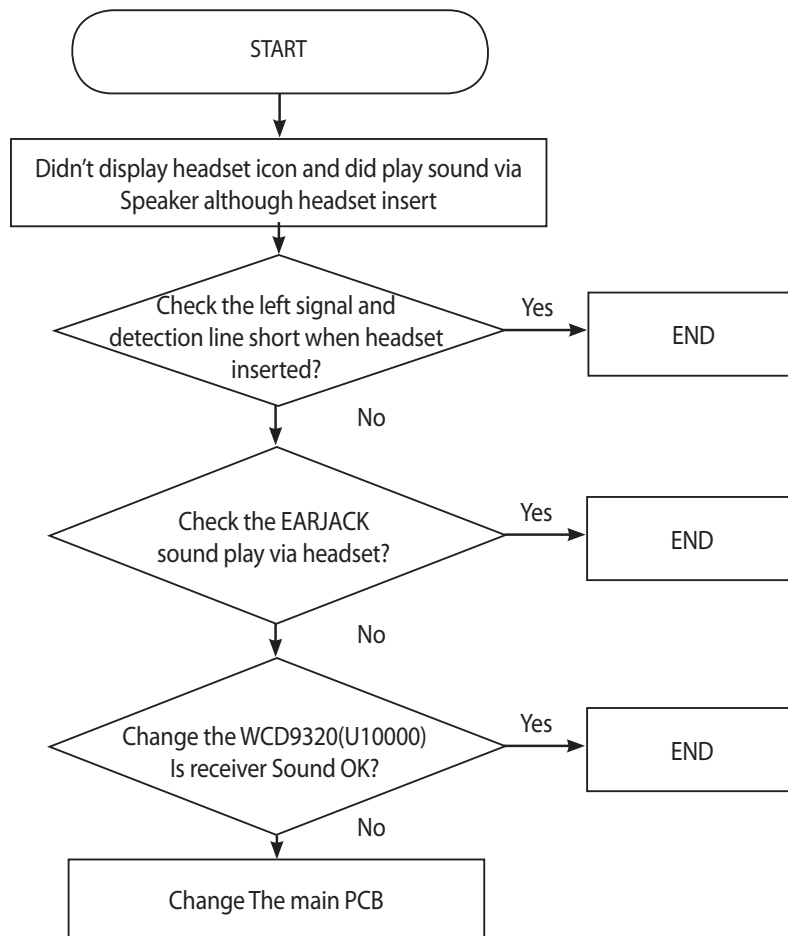 START
Didn't display headset icon and did play sound via
Speaker although headset insert
Check the left signal and
detection line short when headset
inserted?
Yes
END
No
Check the EARJACK
sound play via headset?
Yes
END
No
Change the WCD9320(U10000)
Is receiver Sound OK?
Yes
END
No
Change The main PCB